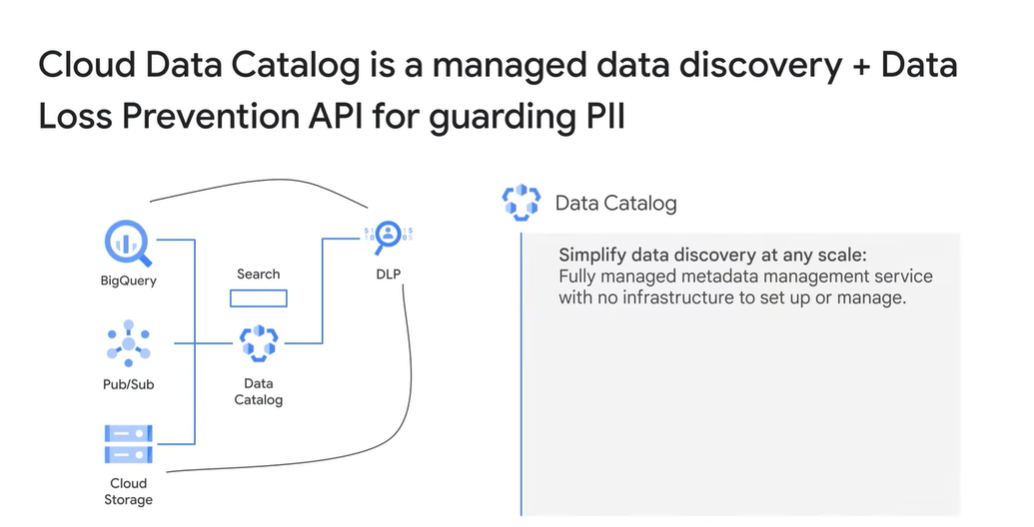 Cloud Data Catalog is a managed data discovery + Data
Loss Prevention API for guarding PII
BigQuery
Pub/Sub
Cloud
Storage
Search
Data
Catalog
DLP
Data Catalog
Simplify data discovery at any scale:
Fully managed metadata management service
with no infrastructure to set up or manage.